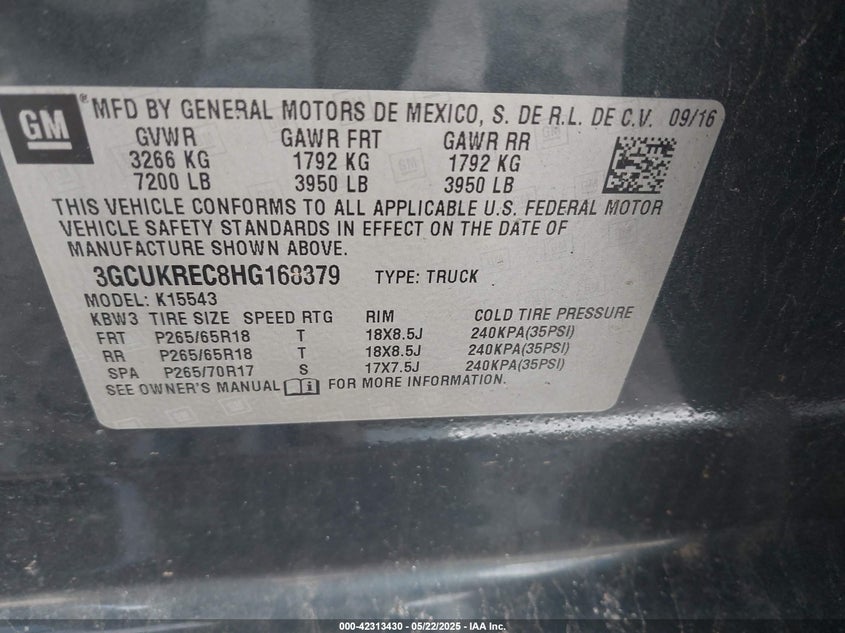 GM
® MFD BY GENERAL MOTORS DE MEXICO, S. DE R.L. DE C.V. 09/16
GVWR GAWR FRT GAWR RR
3266 KG 1792 KG 1792 KG
7200 LB 3950 LB 3950 LB
THIS VEHICLE CONFORMS TO ALL APPLICABLE U.S. FEDERAL MOTOR
VEHICLE SAFETY STANDARDS IN EFFECT ON THE DATE OF
MANUFACTURE SHOWN ABOVE.
3GCUKREC8HG168379 TYPE: TRUCK
MODEL: K15543
KBW3 TIRE SIZE SPEED RTG RIM COLD TIRE PRESSURE
FRT P265/65R18 T 18X8.5J 240KPA(35PSI)
RR P265/65R18 T 18X8.5J 240KPA(35PSI)
SPA P265/70R17 S 17X7.5J 240KPA(35PSI)
SEE OWNER'S MANUAL FOR MORE INFORMATION.
000-42313430 - 05/22/2025 - IAA Inc.